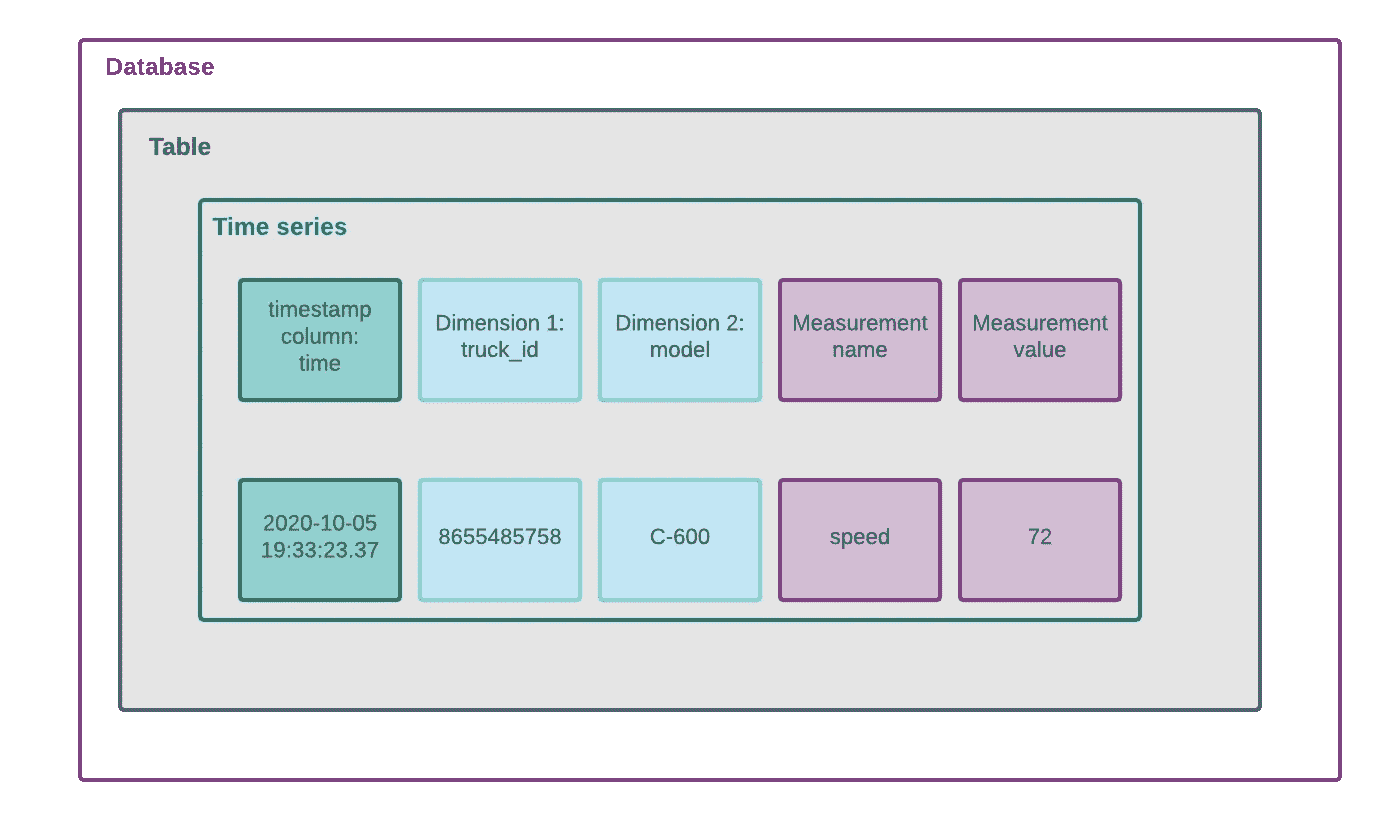 Database
Table
Time series
timestamp
column:
time
Dimension 1:
truck_id
Dimension 2:
model
Measurement
name
Measurement
value
2020-10-05
19:33:23.37
8655485758
C-600
speed
72